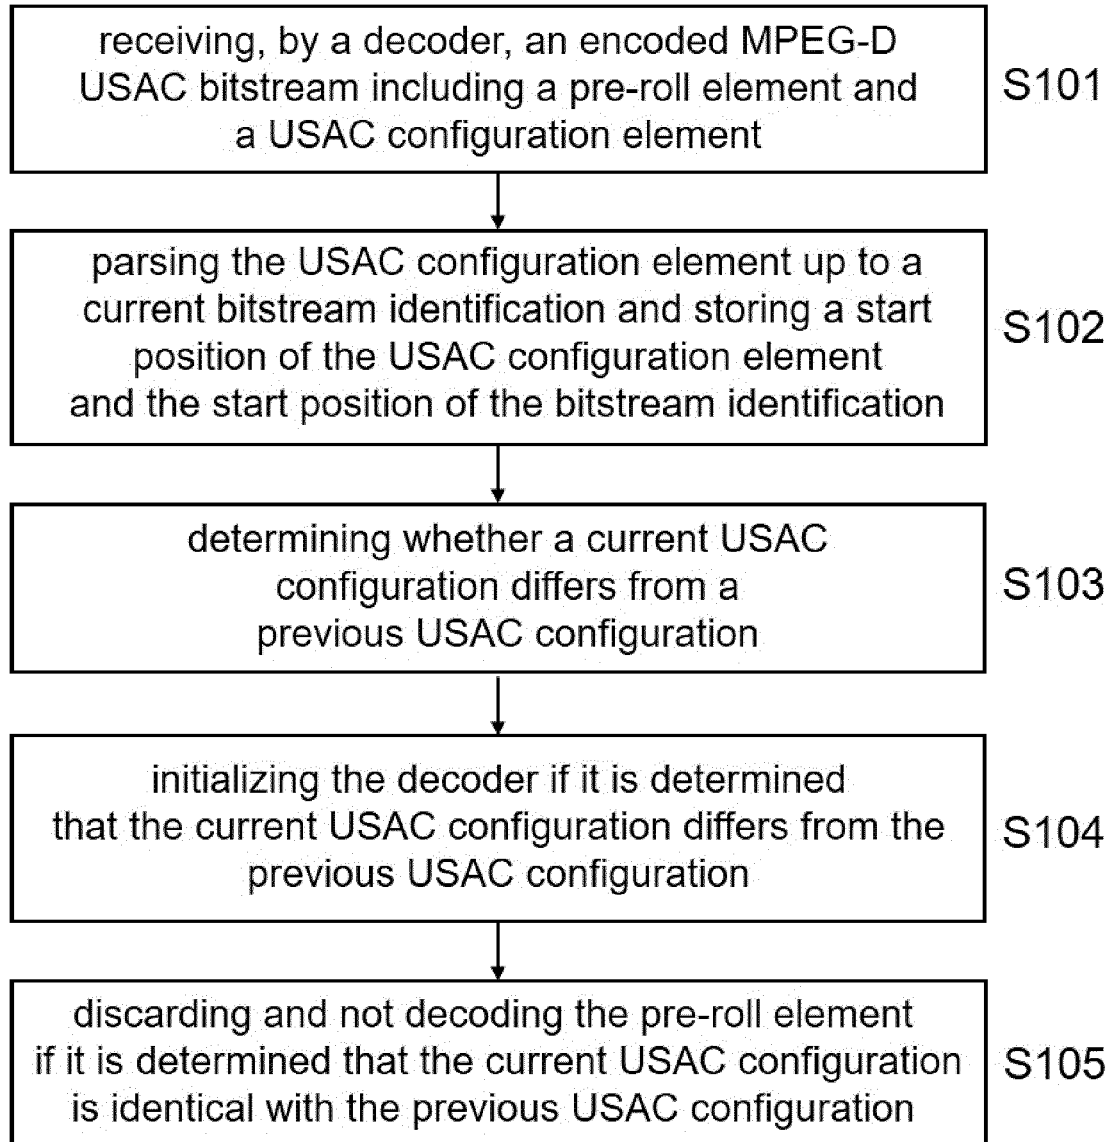 receiving, by a decoder, an encoded MPEG-D
USAC bitstream including a pre-roll element and
a USAC configuration element
S101
parsing the USAC configuration element up to a
current bitstream identification and storing a start
position of the USAC configuration element
and the start position of the bitstream identification
S102
determining whether a current USAC
configuration differs from a
previous USAC configuration
S103
initializing the decoder if it is determined
that the current USAC configuration differs from the
previous USAC configuration
S104
discarding and not decoding the pre-roll element
if it is determined that the current USAC configuration
is identical with the previous USAC configuration
S105